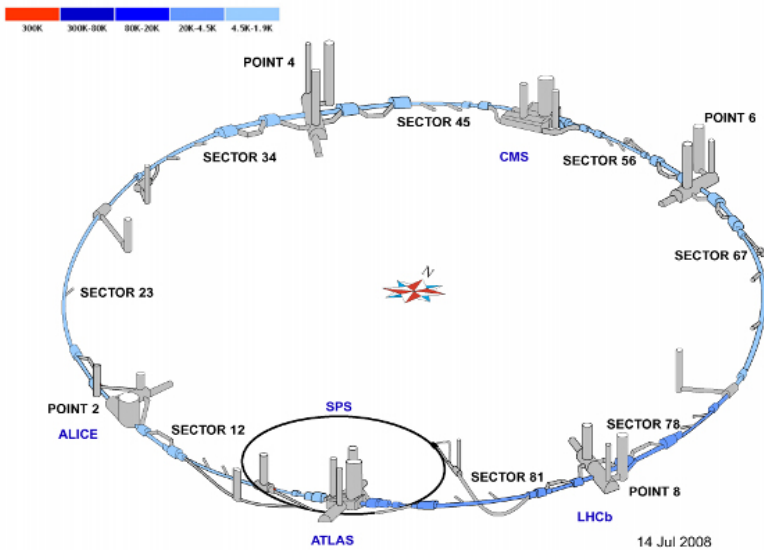 300K 300K-80K 80K-20K 20K-4.5K 4.5K-1.9K
POINT 4
SECTOR 45
POINT 6
SECTOR 34
CMS
SECTOR 56
SECTOR 67
N
SECTOR 23
POINT 2
SPS
ALICE
SECTOR 12
SECTOR 78
SECTOR 81
POINT 8
LHCb
ATLAS
14 Jul 2008